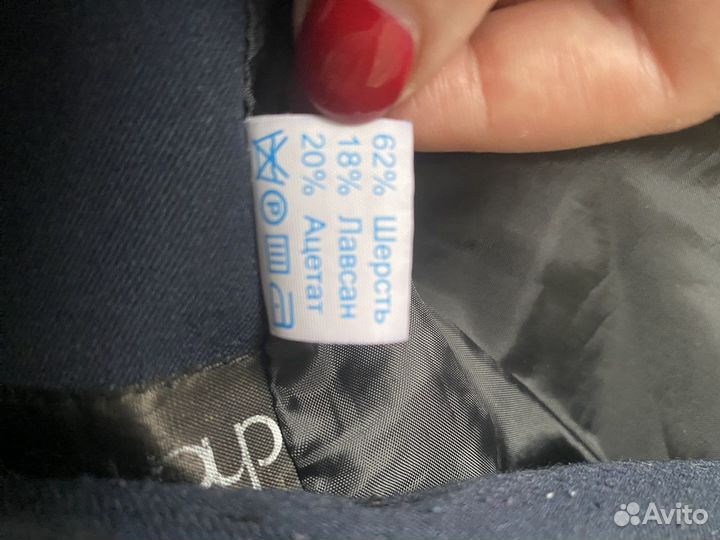 62% Шерсть
18% Лавсан
20% Ацетат
P
Avito